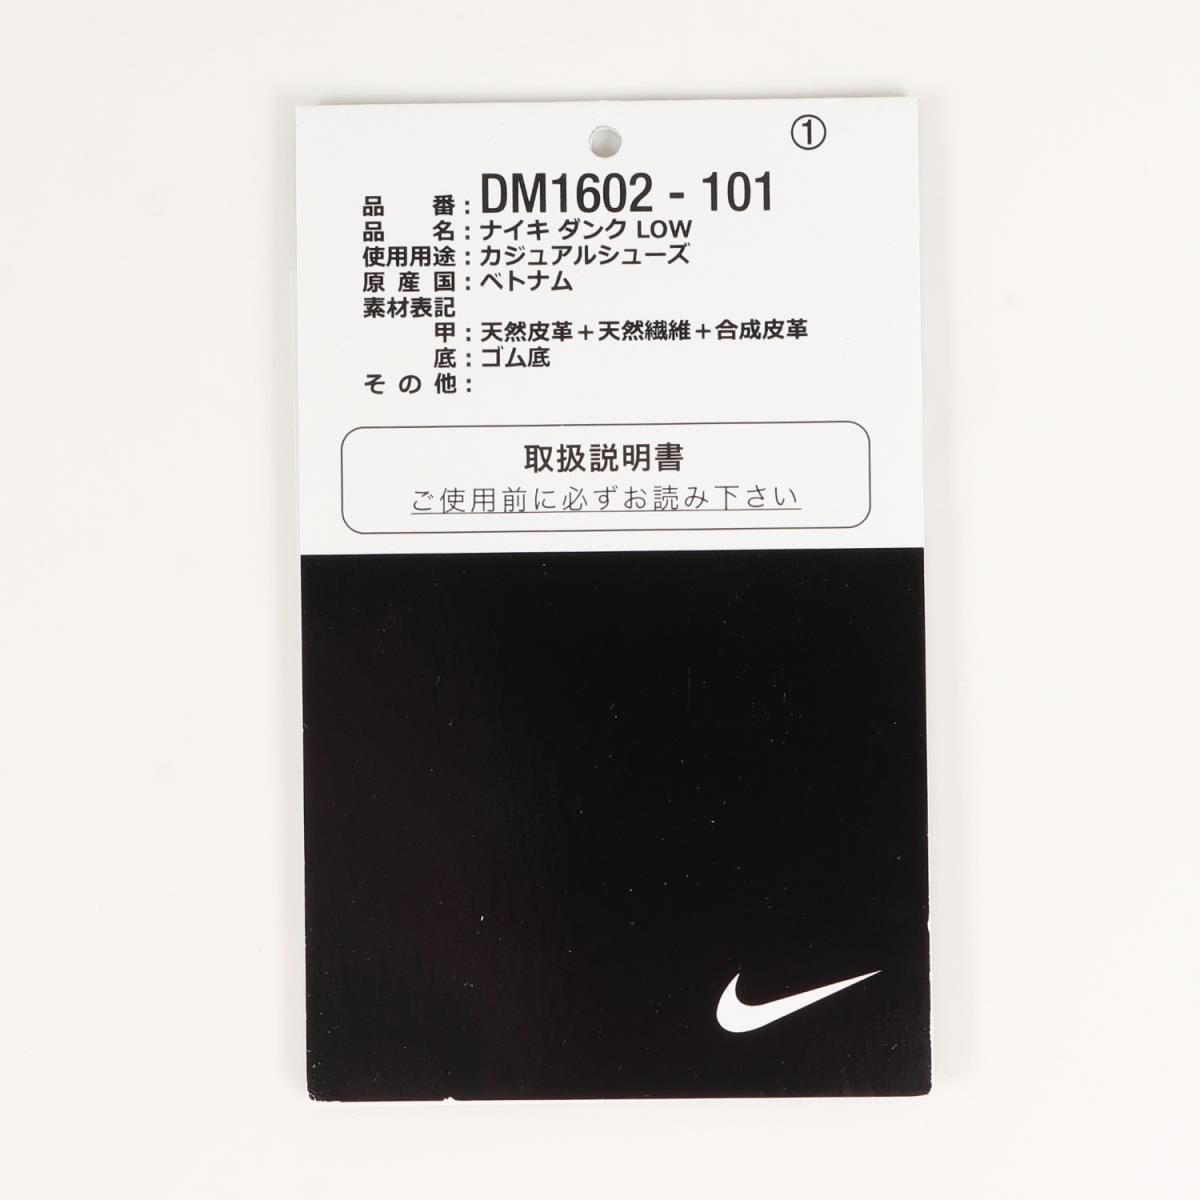 ①
品番：DM1602 - 101
品名：ナイキ ダンク LOW
使用用途：カジュアルシューズ
原産国：ベトナム
素材表記
甲：天然皮革＋天然繊維＋合成皮革
底：ゴム底
その他：
取扱説明書
ご使用前に必ずお読み下さい